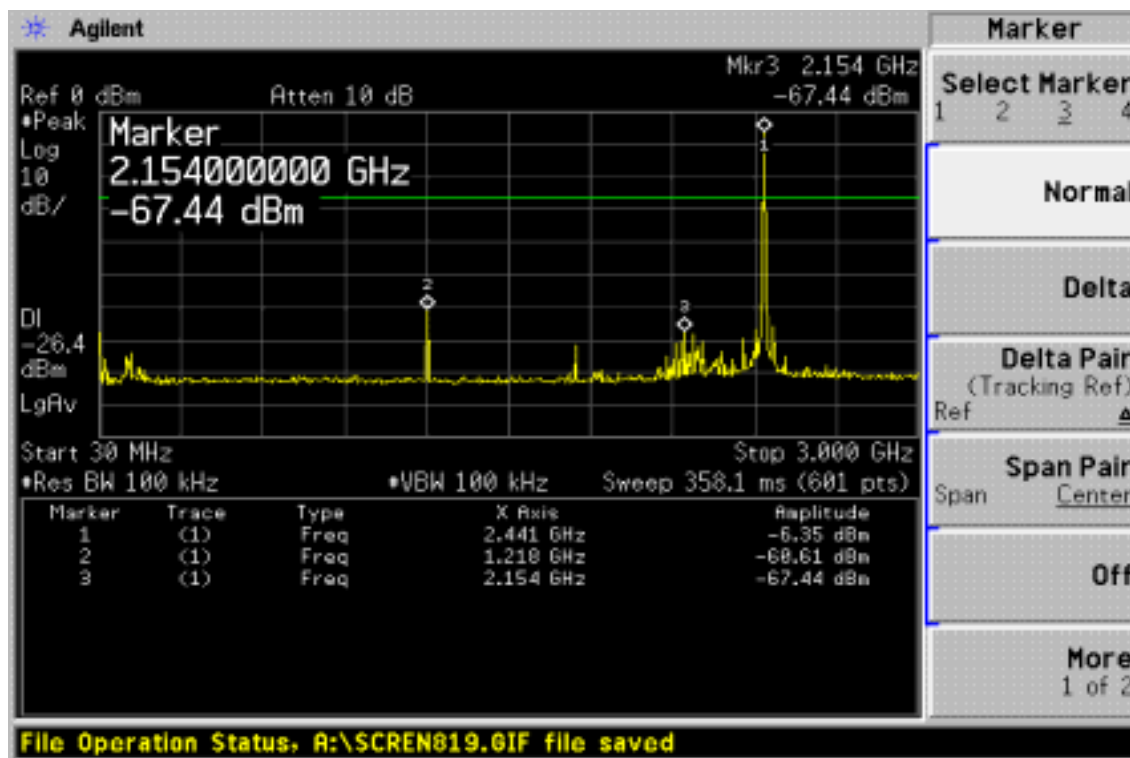 Agilent
Marker
Mkr3 2.154 GHz
Ref 0 dBm Atten 10 dB -67.44 dBm
•Peak
Log
10
dB/
Marker
2.154000000 GHz
-67.44 dBm
1
2
3
DI
-26.4
dBm
LgAv
Start 30 MHz Stop 3.000 GHz
•Res BW 100 kHz •VBW 100 kHz Sweep 358.1 ms (601 pts)
Marker Trace Type X Axis Amplitude
1 (1) Freq 2.441 GHz -6.35 dBm
2 (1) Freq 1.218 GHz -60.61 dBm
3 (1) Freq 2.154 GHz -67.44 dBm
Select Marker
1 2 3 4
Normal
Delta
Delta Pair
(Tracking Ref)
Ref Δ
Span Pair
Span Center
Off
More
1 of 2
File Operation Status, A:\SCREN819.GIF file saved